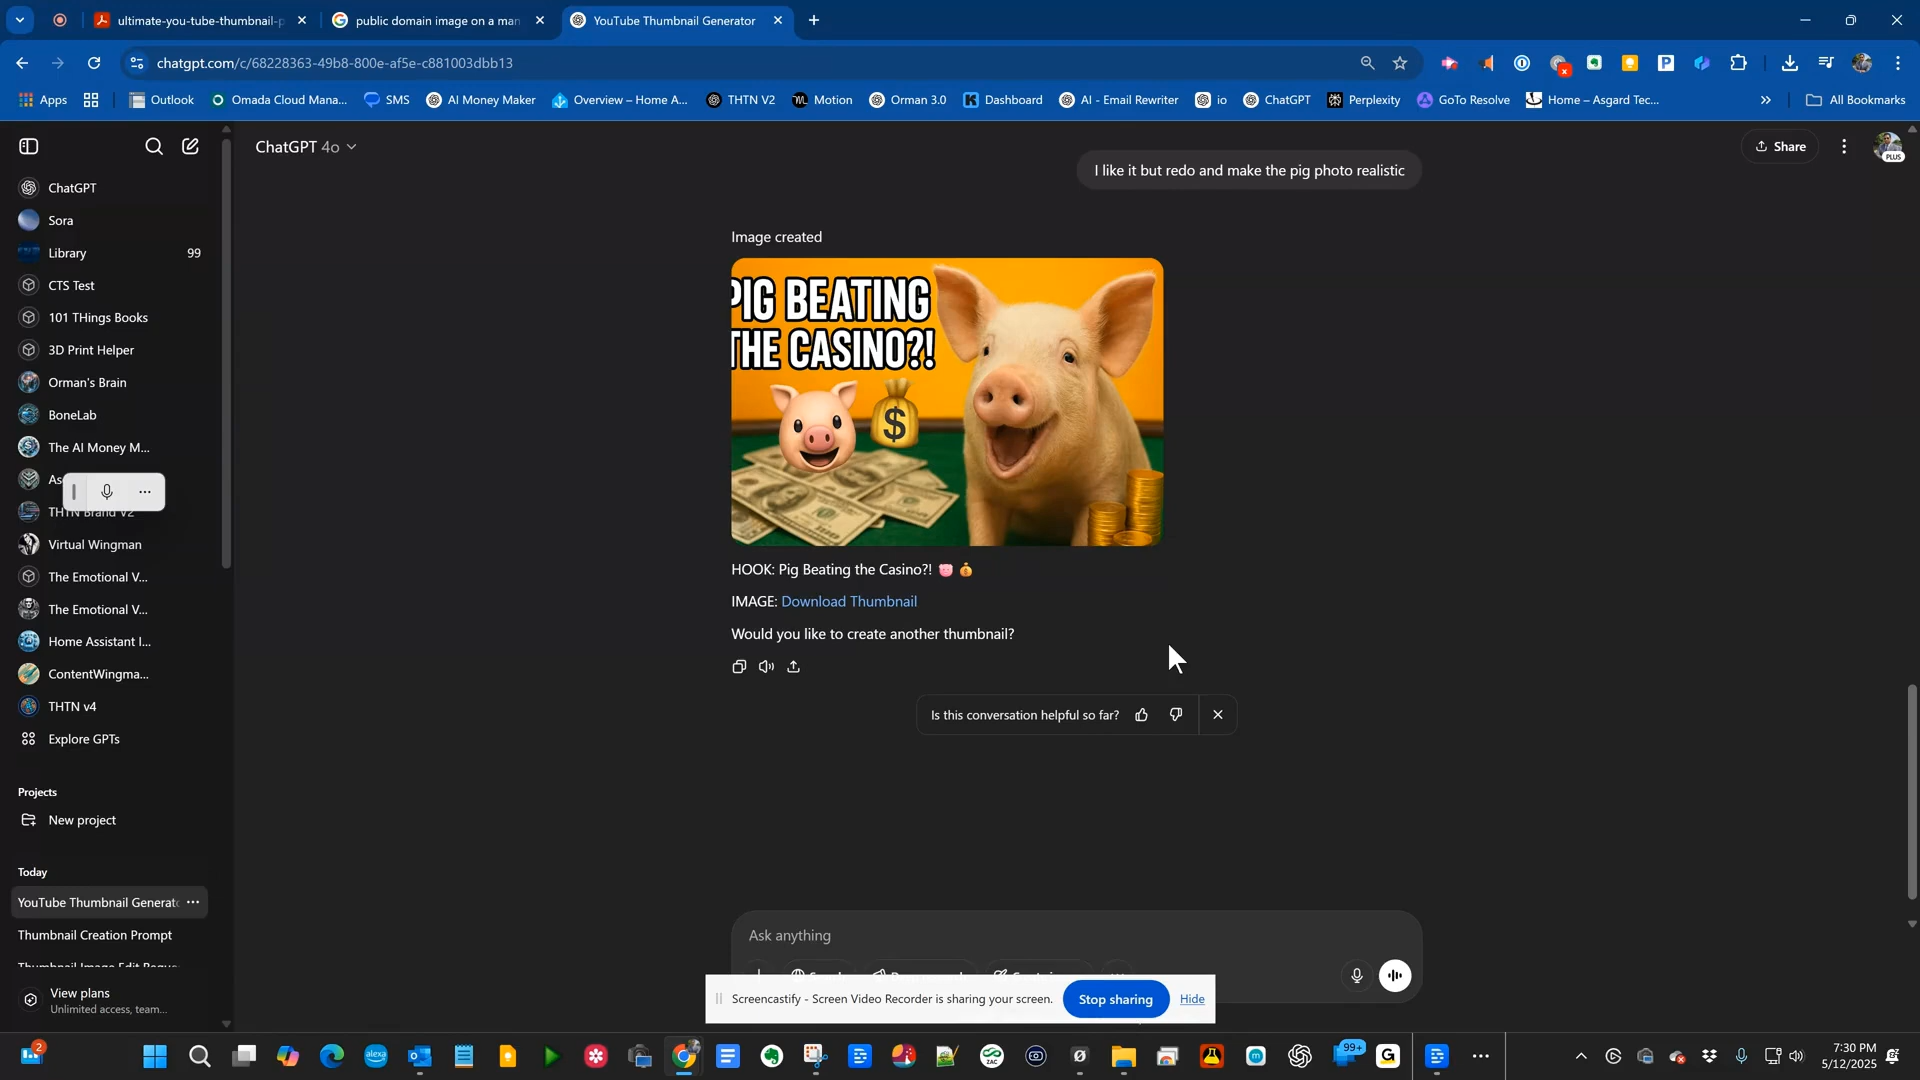 ultimate-you-tube-thumbnail-p
public domain image on a man
YouTube Thumbnail Generator
chatgpt.com/c/68228363-49b8-800e-af5e-c881003dbb13
Apps
Outlook
Omada Cloud Mana...
SMS
AI Money Maker
Overview – Home A...
THTN V2
Motion
Orman 3.0
Dashboard
AI - Email Rewriter
ChatGPT
io
Perplexity
GoTo Resolve
Home – Asgard Tec...
All Bookmarks
ChatGPT 4o
Share
PLUS
ChatGPT
Sora
Library 99
CTS Test
101 THings Books
3D Print Helper
Orman's Brain
BoneLab
The AI Money M...
As
THTN Brand V2
Virtual Wingman
The Emotional V...
The Emotional V...
Home Assistant I...
ContentWingma...
THTN v4
Explore GPTs
Projects
New project
Today
YouTube Thumbnail Generat
Thumbnail Creation Prompt
View plans
Unlimited access, team...
I like it but redo and make the pig photo realistic
Image created
PIG BEATING
THE CASINO?!
$
HOOK: Pig Beating the Casino?! 🐷 💰
IMAGE: Download Thumbnail
Would you like to create another thumbnail?
Is this conversation helpful so far?
Ask anything
Screencastify - Screen Video Recorder is sharing your screen.
Stop sharing
Hide
2
alexa
99+
7:30 PM
5/12/2025